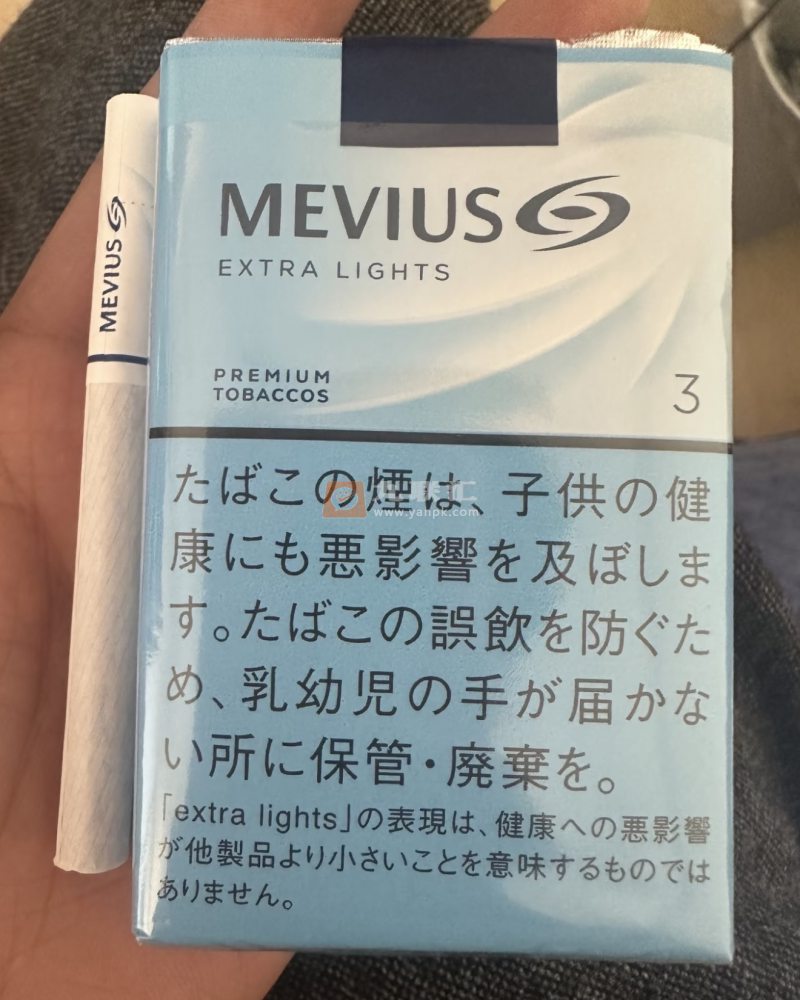 MEVIUS
EXTRA LIGHTS
PREMIUM
TOBACCOS
3
たばこの煙は、子供の健
康にも悪影響を及ぼしま
す。たばこの誤飲を防ぐた
め、乳幼児の手が届かな
い所に保管・廃棄を。
「extra lights」の表現は、健康への悪影響
が他製品より小さいことを意味するものでは
ありません。
MEVIUS
www.yanpk.com